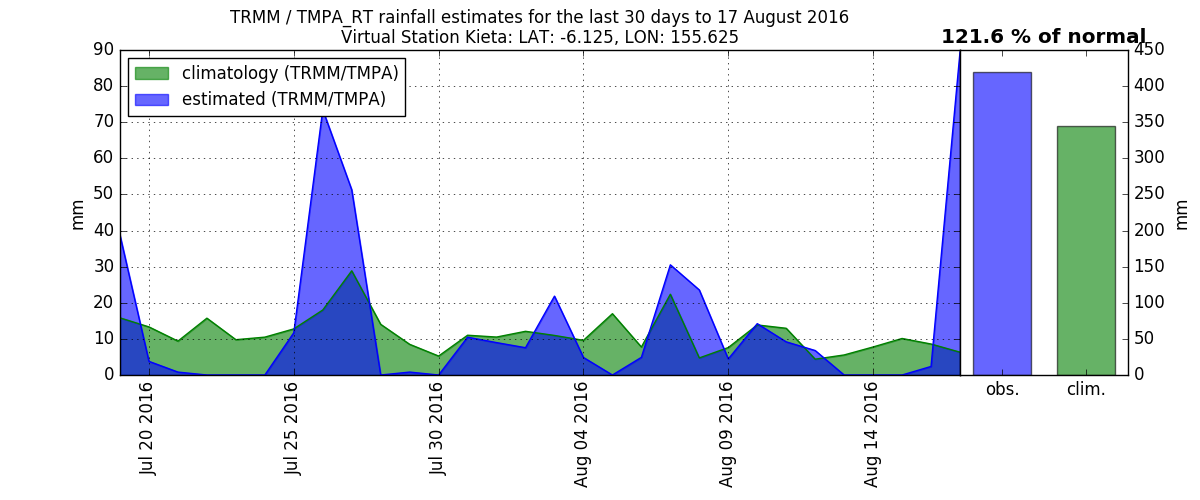 TRMM / TMPA_RT rainfall estimates for the last 30 days to 17 August 2016
Virtual Station Kieta: LAT: -6.125, LON: 155.625
121.6 % of normal
climatology (TRMM/TMPA)
estimated (TRMM/TMPA)
mm
90
80
70
60
50
40
30
20
10
0
Jul 20 2016
Jul 25 2016
Jul 30 2016
Aug 04 2016
Aug 09 2016
Aug 14 2016
450
400
350
300
250
200
150
100
50
0
mm
obs.
clim.